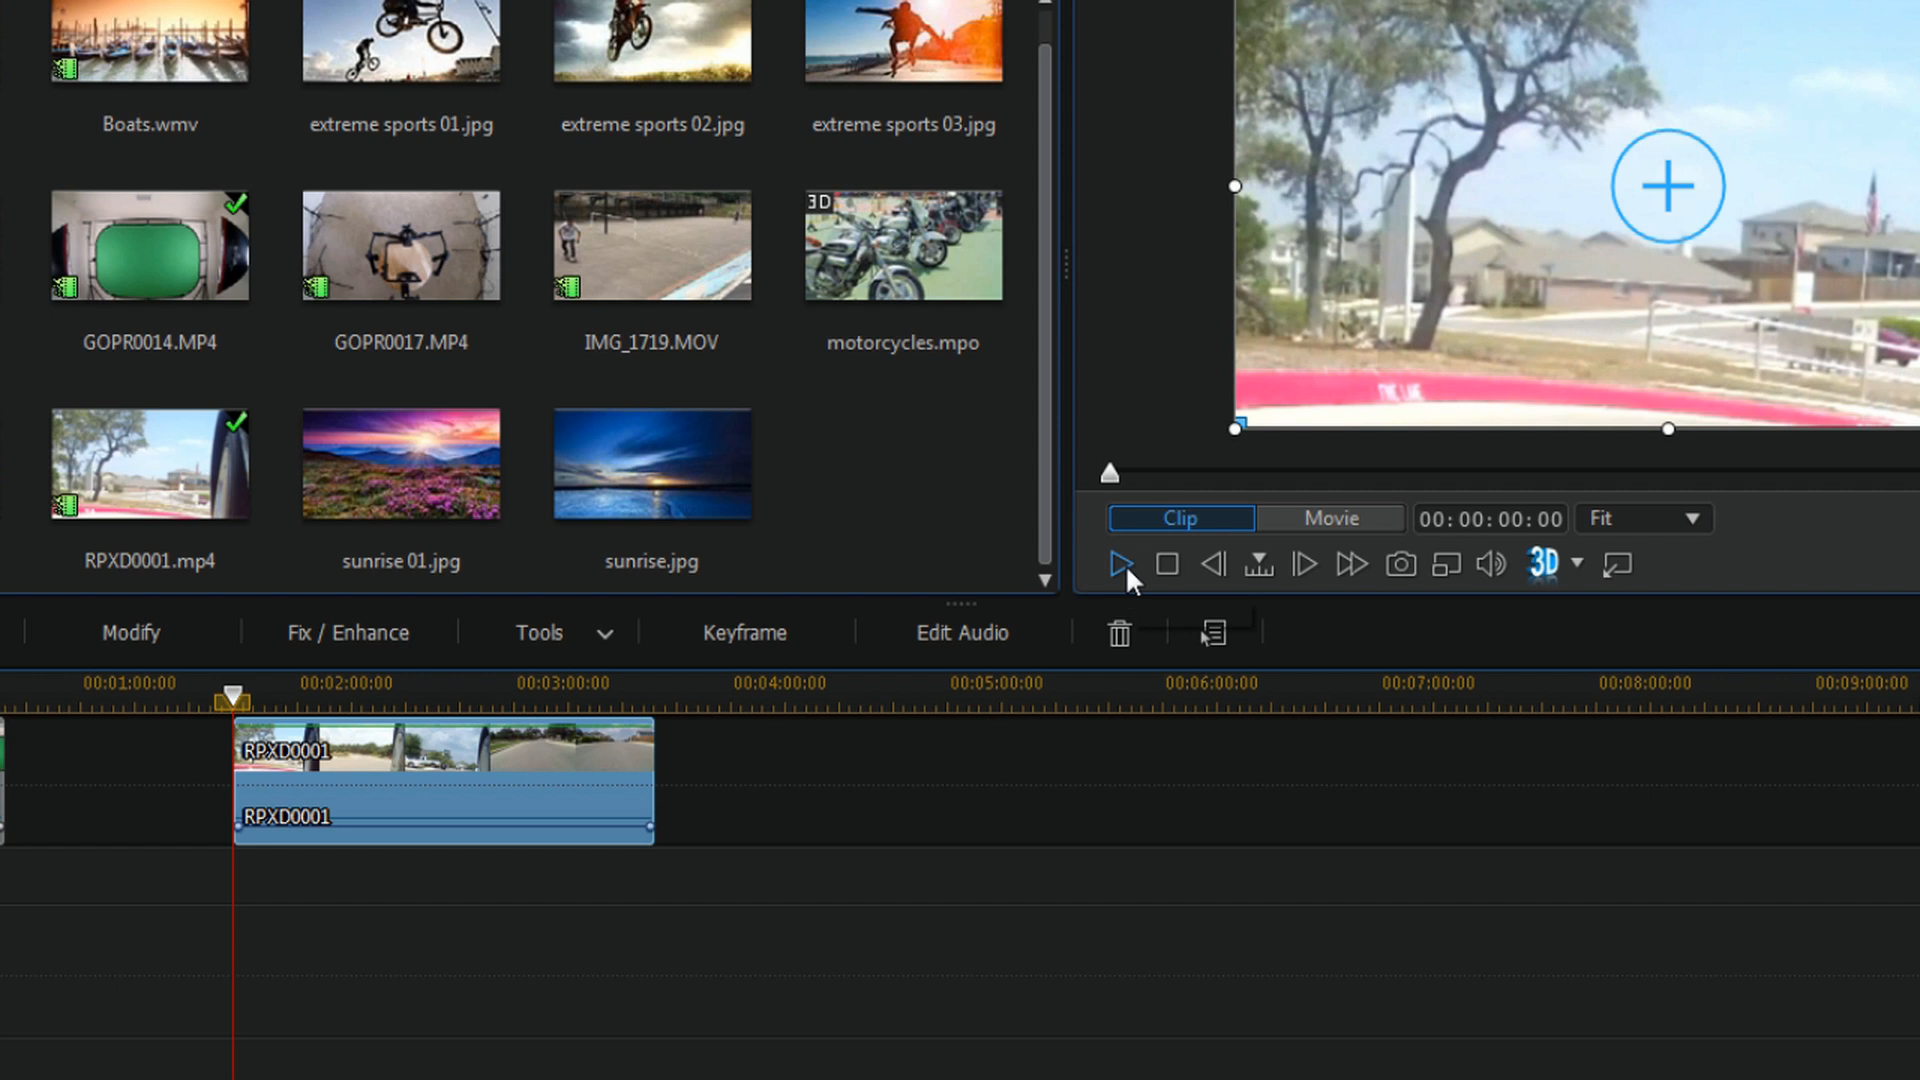 Boats.wmv
extreme sports 01.jpg
extreme sports 02.jpg
extreme sports 03.jpg
3D
GOPR0014.MP4
GOPR0017.MP4
IMG_1719.MOV
motorcycles.mpo
RPXD0001.mp4
sunrise 01.jpg
sunrise.jpg
Clip
Movie
00:00:00:00
Fit
3D
Modify
Fix / Enhance
Tools
Keyframe
Edit Audio
00:01:00:00
00:02:00:00
00:03:00:00
00:04:00:00
00:05:00:00
00:06:00:00
00:07:00:00
00:08:00:00
00:09:00:00
RPXD0001
RPXD0001